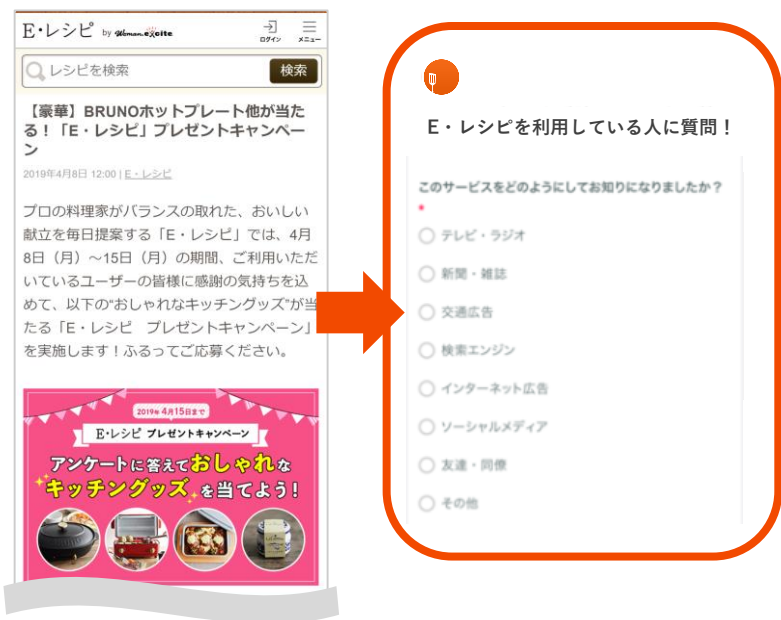 E・レシピ by Woman.excite
ログイン
メニュー
レシピを検索
検索
【豪華】BRUNOホットプレート他が当た
る！「E・レシピ」プレゼントキャンペー
ン
2019年4月8日 12:00 | E・レシピ
プロの料理家がバランスの取れた、おいしい
献立を毎日提案する「E・レシピ」では、4月
8日（月）～15日（月）の期間、ご利用いただ
いているユーザーの皆様に感謝の気持ちを込
めて、以下の“おしゃれなキッチングッズ”が当
たる「E・レシピ　プレゼントキャンペーン」
を実施します！ふるってご応募ください。
2019年 4月15日まで
E・レシピ プレゼントキャンペーン
アンケートに答えておしゃれな
キッチングッズを当てよう！
E・レシピを利用している人に質問！
このサービスをどのようにしてお知りになりましたか？
*
テレビ・ラジオ
新聞・雑誌
交通広告
検索エンジン
インターネット広告
ソーシャルメディア
友達・同僚
その他